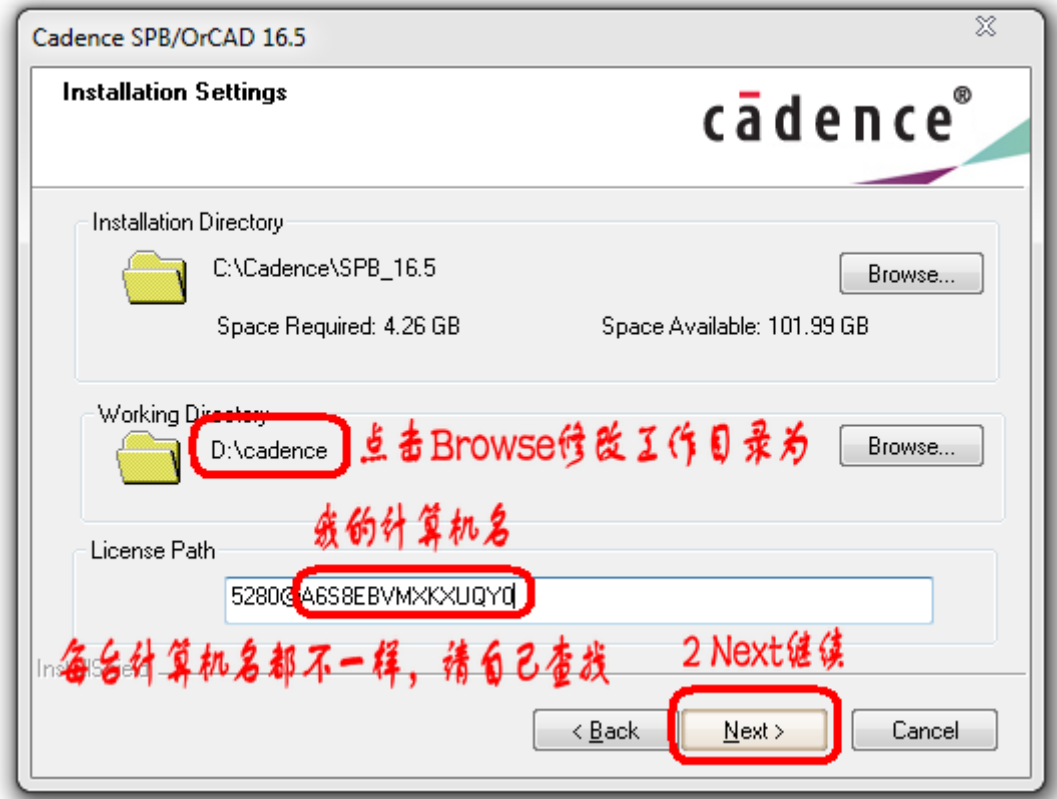 Cadence SPB/OrCAD 16.5
Installation Settings
cādence®
Installation Directory
C:\Cadence\SPB_16.5
Browse...
Space Required: 4.26 GB
Space Available: 101.99 GB
Working Directory
D:\cadence
点击Browse修改工作目录为
Browse...
我的计算机名
License Path
5280@A6S8EBVMXKXUQY0
InstallShield
每台计算机名都不一样，请自己查找
2 Next继续
< Back
Next >
Cancel